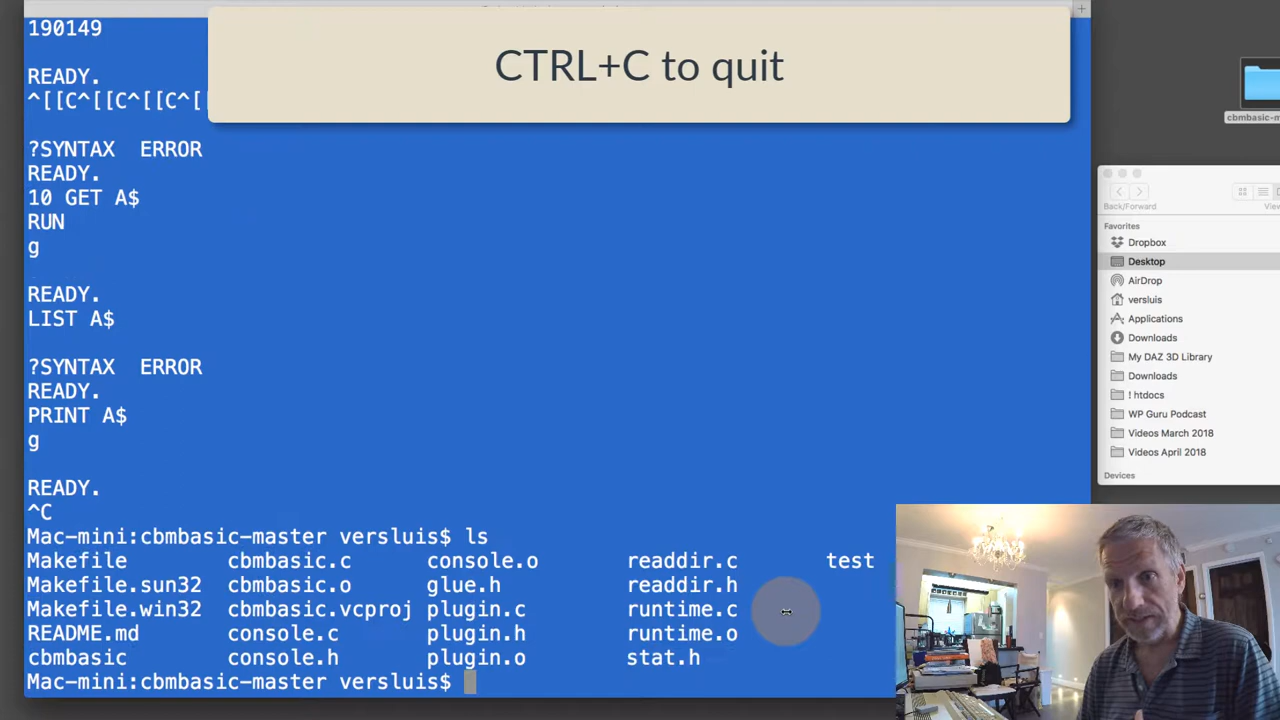 190149
CTRL+C to quit
READY.
^[[C^[[C^[[C^[
?SYNTAX  ERROR
READY.
10 GET A$
RUN
g
READY.
LIST A$
?SYNTAX  ERROR
READY.
PRINT A$
g
READY.
^C
Mac-mini:cbmbasic-master versluis$ ls
Makefile cbmbasic.c console.o readdir.c test
Makefile.sun32 cbmbasic.o glue.h readdir.h
Makefile.win32 cbmbasic.vcproj plugin.c runtime.c
README.md console.c plugin.h runtime.o
cbmbasic console.h plugin.o stat.h
Mac-mini:cbmbasic-master versluis$
cbmbasic-m
Back/Forward
Favorites
Dropbox
Desktop
AirDrop
versluis
Applications
Downloads
My DAZ 3D Library
Downloads
! htdocs
WP Guru Podcast
Videos March 2018
Videos April 2018
Devices